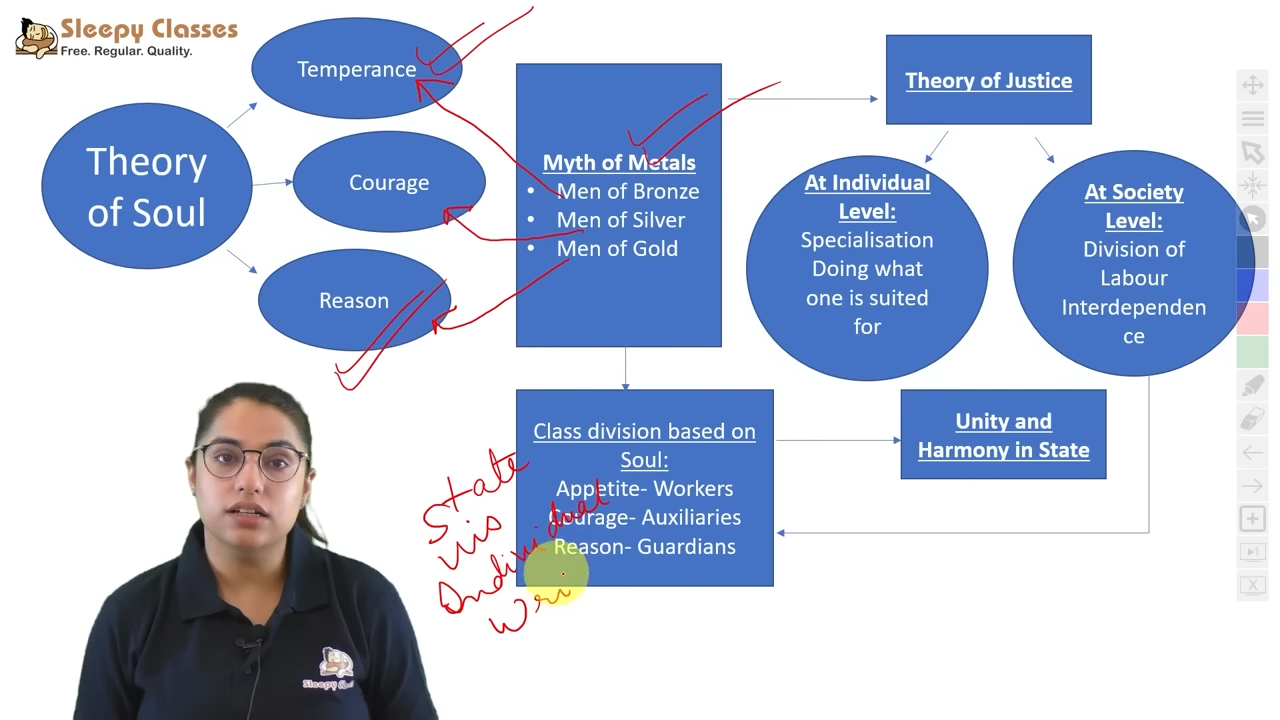 Sleepy Classes
Free. Regular. Quality.
Theory
of Soul
Temperance
Courage
Reason
Myth of Metals
• Men of Bronze
• Men of Silver
• Men of Gold
Theory of Justice
At Individual
Level:
Specialisation
Doing what
one is suited
for
At Society
Level:
Division of
Labour
Interdependen
ce
Class division based on
Soul:
Appetite- Workers
Courage- Auxiliaries
Reason- Guardians
Unity and
Harmony in State
State
is
Individual
Wri